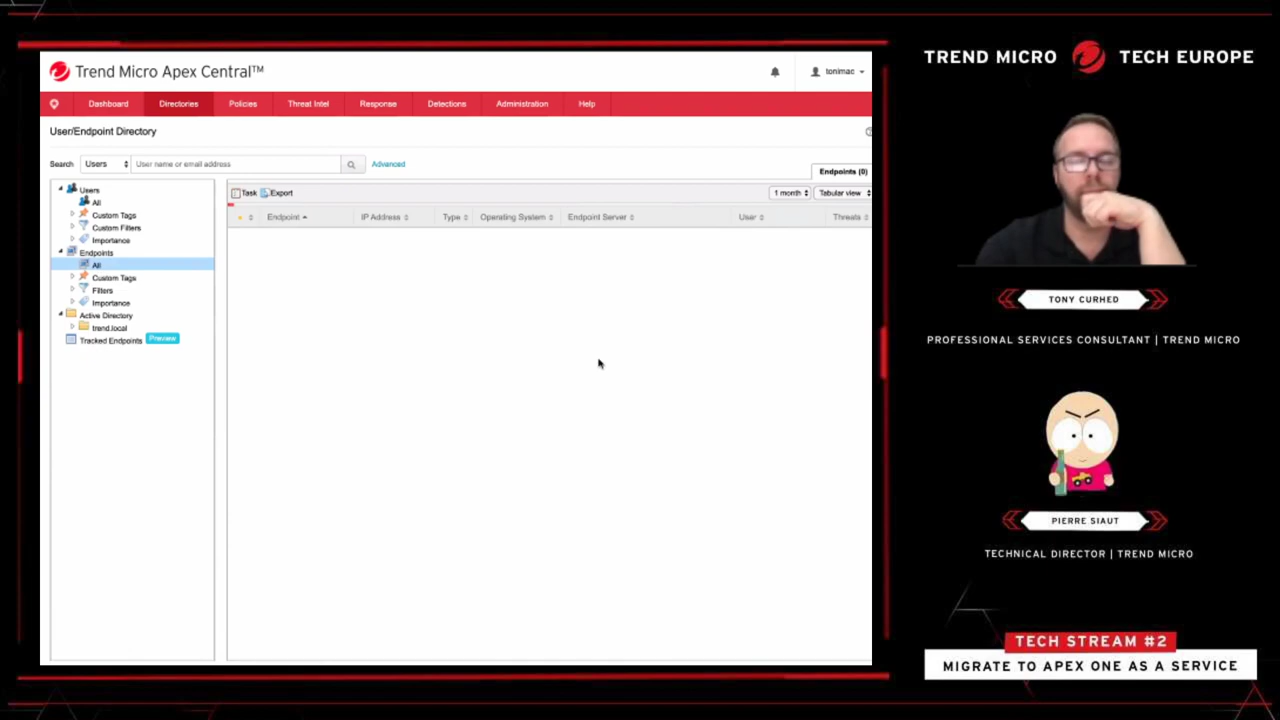 TREND MICRO TECH EUROPE
Trend Micro Apex Central™
tonimac
Dashboard Directories Policies Threat Intel Response Detections Administration Help
User/Endpoint Directory
Search Users User name or email address Advanced
Endpoints (0)
Users
All
Custom Tags
Custom Filters
Importance
Endpoints
All
Custom Tags
Filters
Importance
Active Directory
trend.local
Tracked Endpoints Preview
Task Export 1 month Tabular view
Endpoint IP Address Type Operating System Endpoint Server User Threats
TONY CURHED
PROFESSIONAL SERVICES CONSULTANT | TREND MICRO
PIERRE SIAUT
TECHNICAL DIRECTOR | TREND MICRO
TECH STREAM #2
MIGRATE TO APEX ONE AS A SERVICE